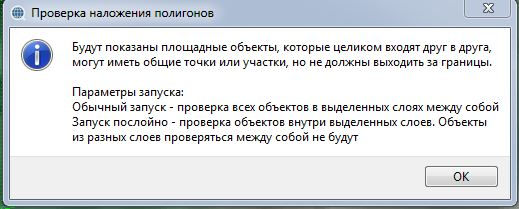 Проверка наложения полигонов
Будут показаны площадные объекты, которые целиком входят друг в друга,
могут иметь общие точки или участки, но не должны выходить за границы.
Параметры запуска:
Обычный запуск - проверка всех объектов в выделенных слоях между собой
Запуск послойно - проверка объектов внутри выделенных слоев. Объекты
из разных слоев проверяться между собой не будут
ОК